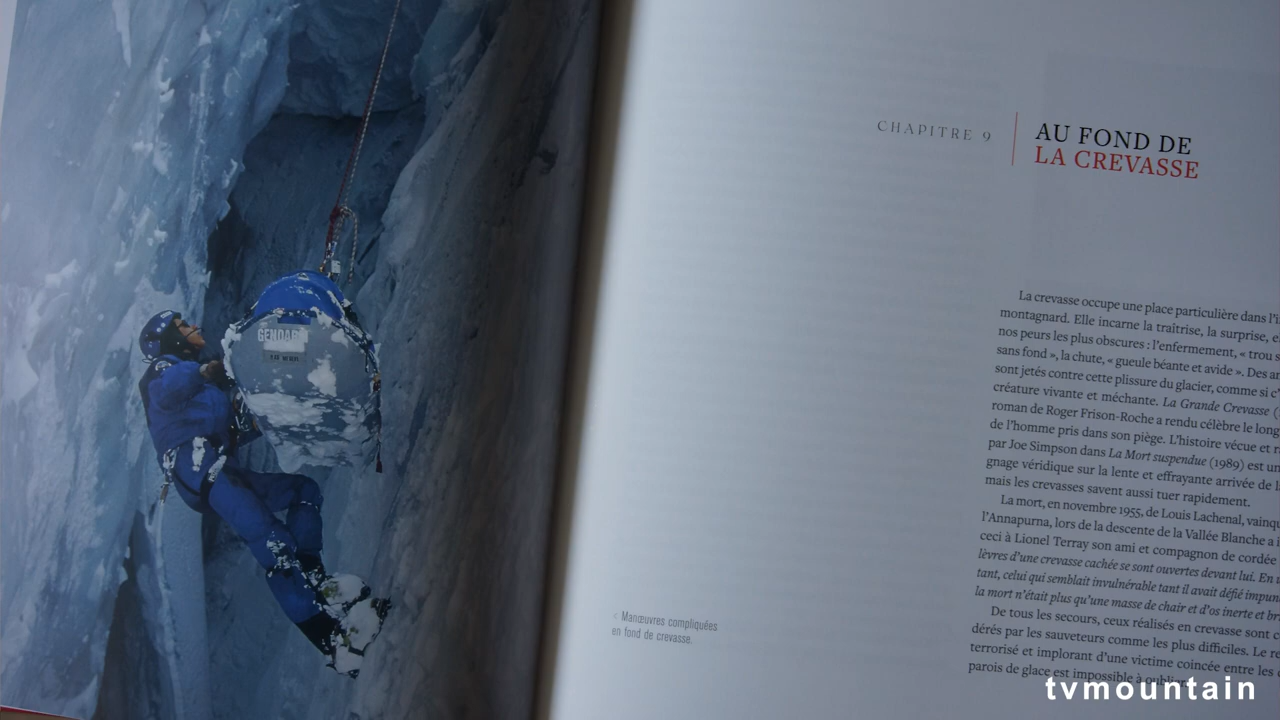 GENDAR
CHAPITRE 9
AU FOND DE
LA CREVASSE
La crevasse occupe une place particulière dans l'i
montagnard. Elle incarne la traîtrise, la surprise, e
nos peurs les plus obscures : l'enfermement, « trou s
sans fond », la chute, « gueule béante et avide ». Des an
sont jetés contre cette plissure du glacier, comme si c'
créature vivante et méchante. La Grande Crevasse (
roman de Roger Frison-Roche a rendu célèbre le long
de l'homme pris dans son piège. L'histoire vécue et r
par Joe Simpson dans La Mort suspendue (1989) est un
gnage véridique sur la lente et effrayante arrivée de l
mais les crevasses savent aussi tuer rapidement.
La mort, en novembre 1955, de Louis Lachenal, vainq
l'Annapurna, lors de la descente de la Vallée Blanche a i
ceci à Lionel Terray son ami et compagnon de cordée
lèvres d'une crevasse cachée se sont ouvertes devant lui. En
tant, celui qui semblait invulnérable tant il avait défié impun
la mort n'était plus qu'une masse de chair et d'os inerte et br
De tous les secours, ceux réalisés en crevasse sont c
dérés par les sauveteurs comme les plus difficiles. Le re
terrorisé et implorant d'une victime coincée entre les
parois de glace est impossible à oublier
‹ Manœuvres compliquées
en fond de crevasse.
tvmountain